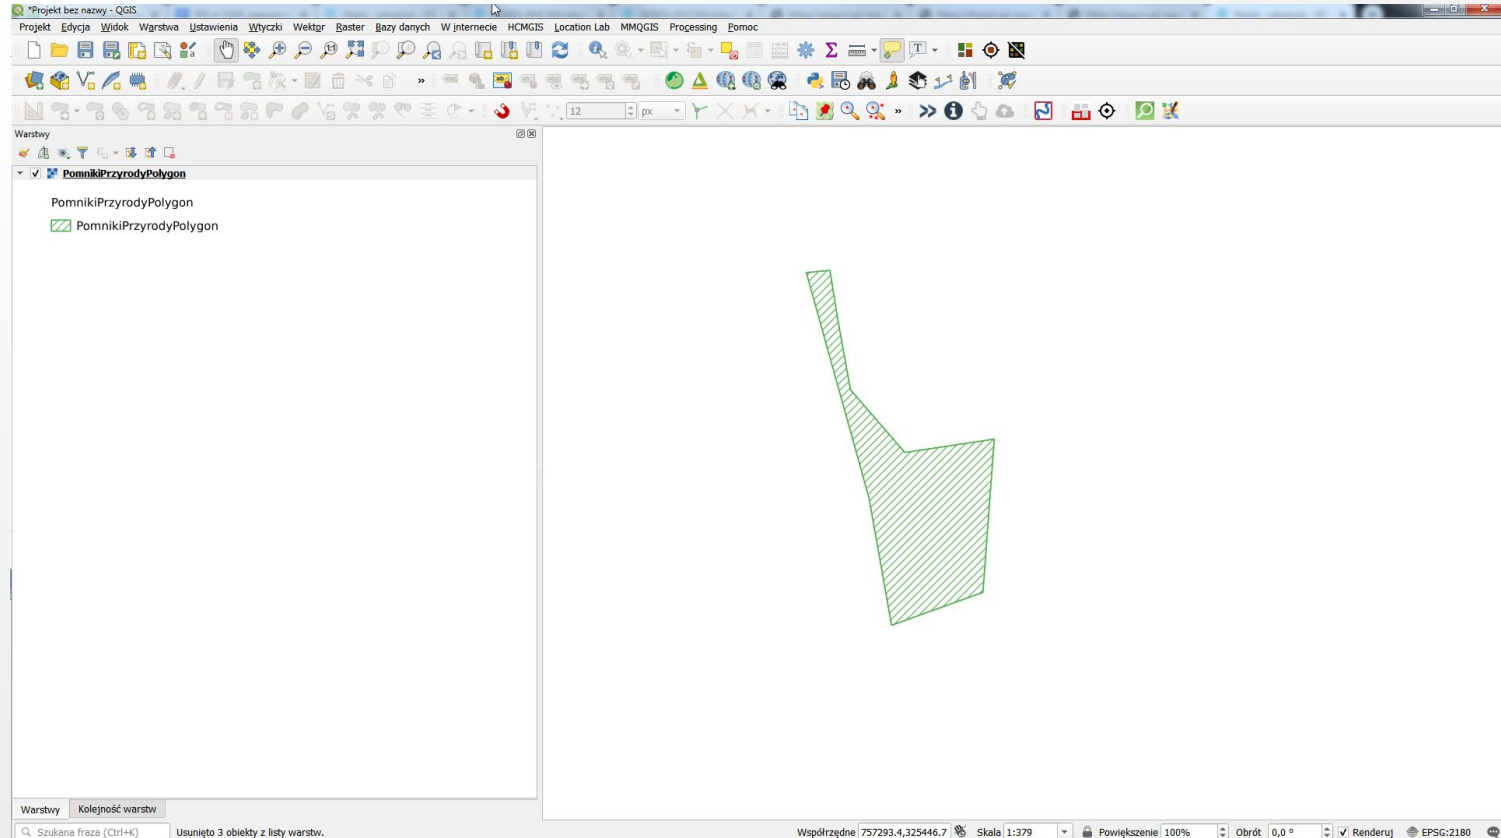 *Projekt bez nazwy - QGIS
Projekt Edycja Widok Warstwa Ustawienia Wtyczki Wektor Raster Bazy danych W internecie HCMGIS Location Lab MMQGIS Processing Pomoc
12 px
Warstwy
PomnikiPrzyrodyPolygon
PomnikiPrzyrodyPolygon
PomnikiPrzyrodyPolygon
Warstwy Kolejność warstw
Szukana fraza (Ctrl+K) Usunięto 3 obiekty z listy warstw. Współrzędne 757293.4,325446.7 Skala 1:379 Powiększenie 100% Obrót 0,0 ° Renderuj EPSG:2180